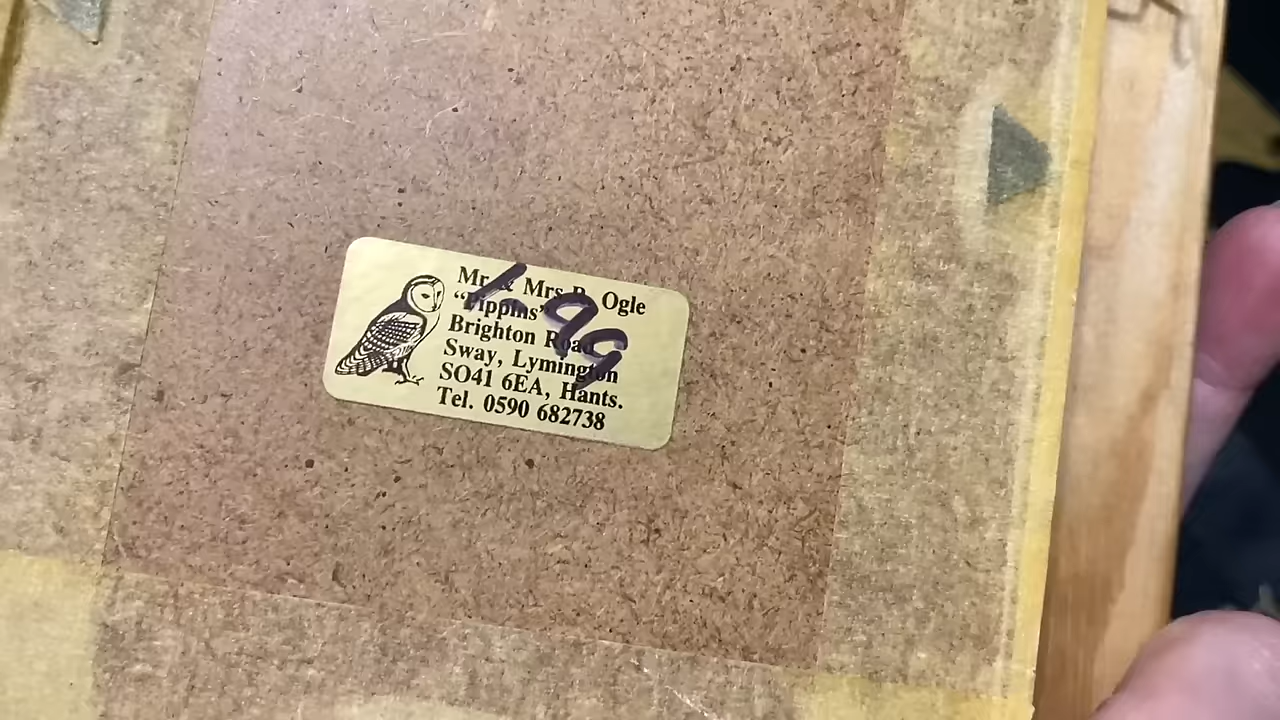 Mr. & Mrs P. Ogle
"Pippins"
Brighton Road
Sway, Lymington
SO41 6EA, Hants.
Tel. 0590 682738
1-99